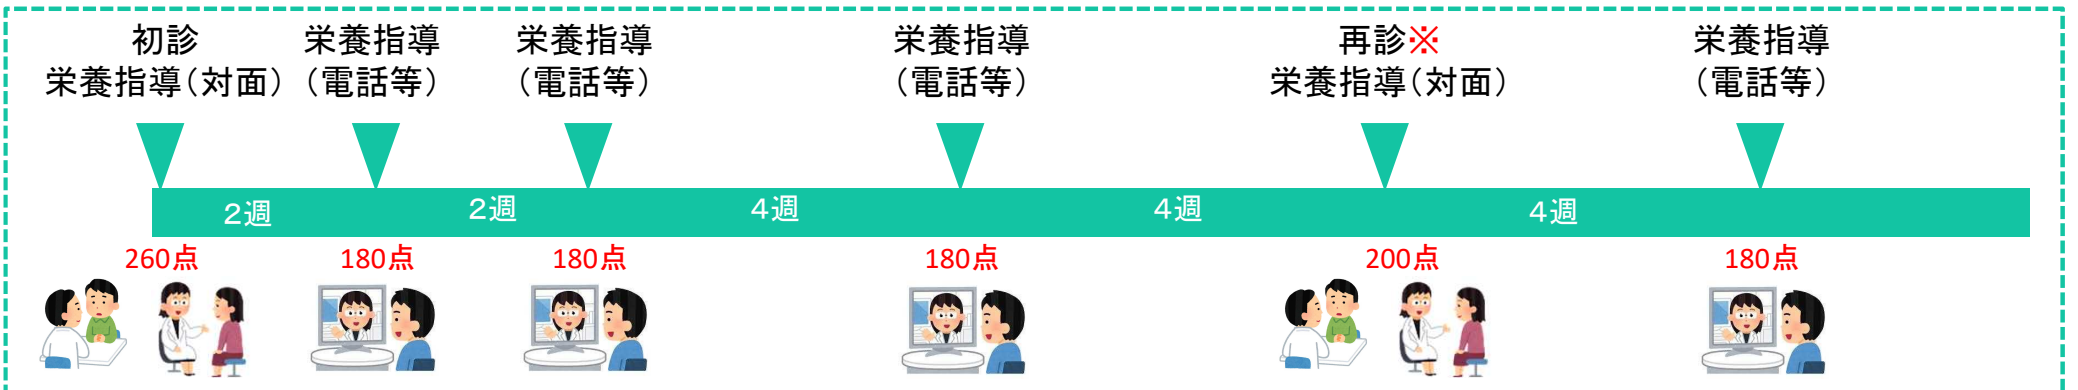 初診
栄養指導(対面)
栄養指導
(電話等)
栄養指導
(電話等)
栄養指導
(電話等)
再診※
栄養指導(対面)
栄養指導
(電話等)
2週
2週
4週
4週
4週
260点
180点
180点
180点
200点
180点